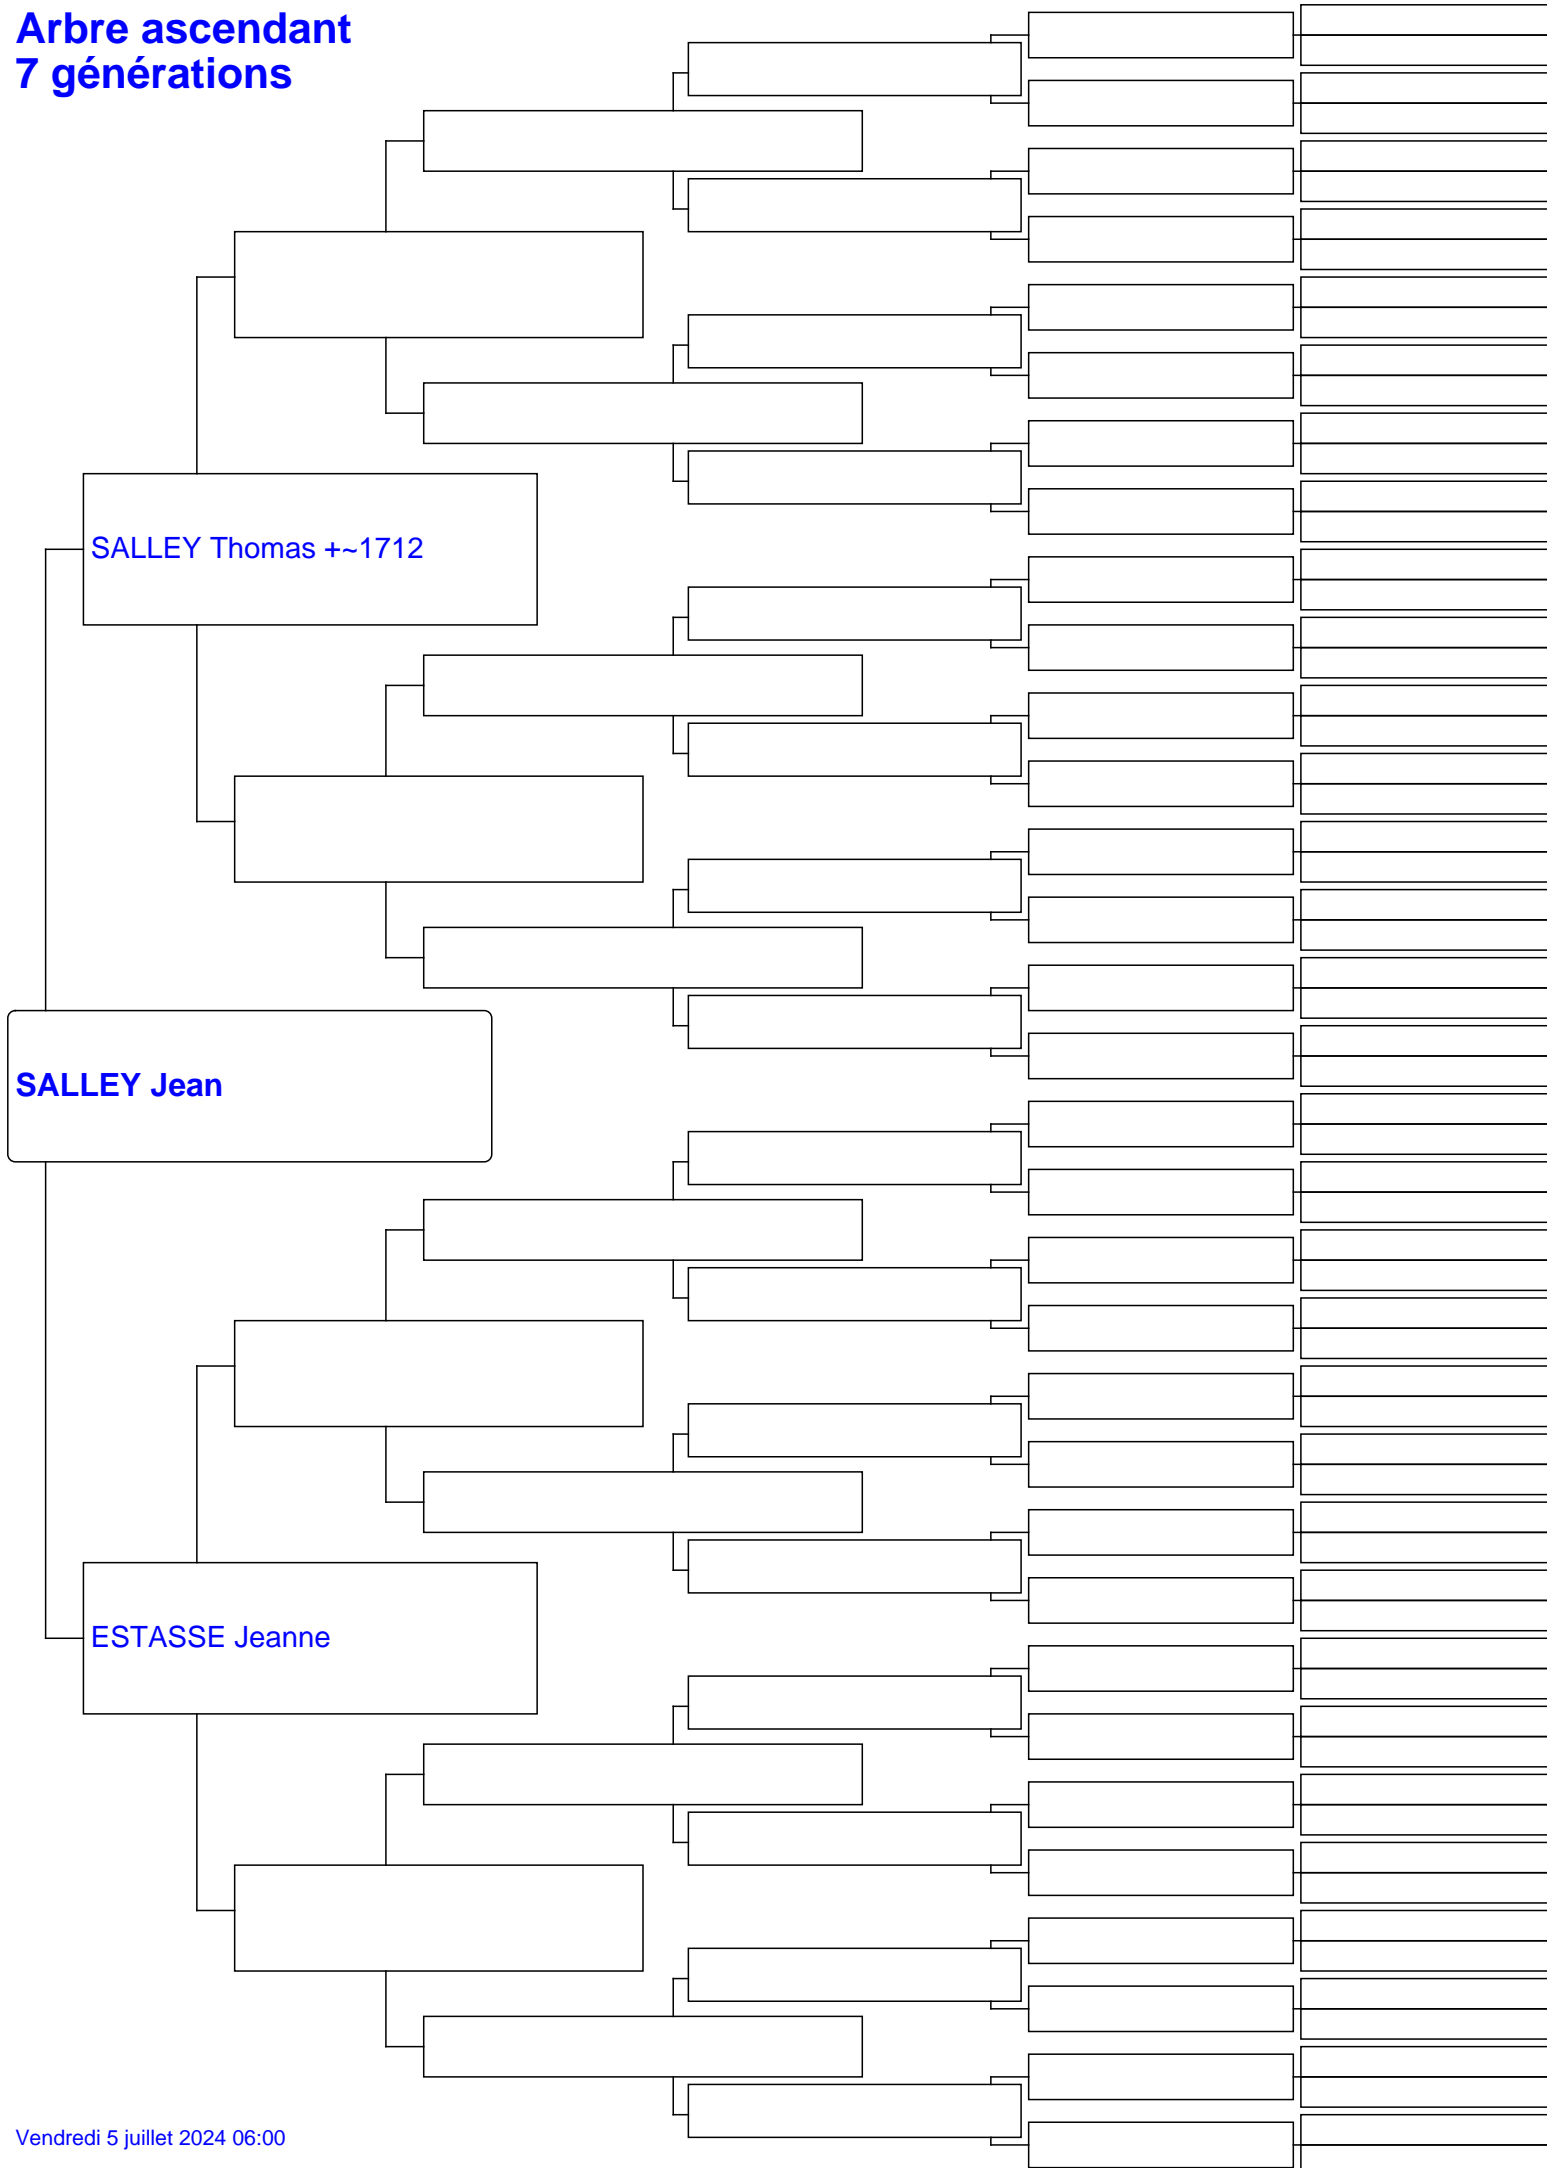 Arbre ascendant
7 générations
SALLEY Thomas +~1712
SALLEY Jean
ESTASSE Jeanne
Vendredi 5 juillet 2024 06:00